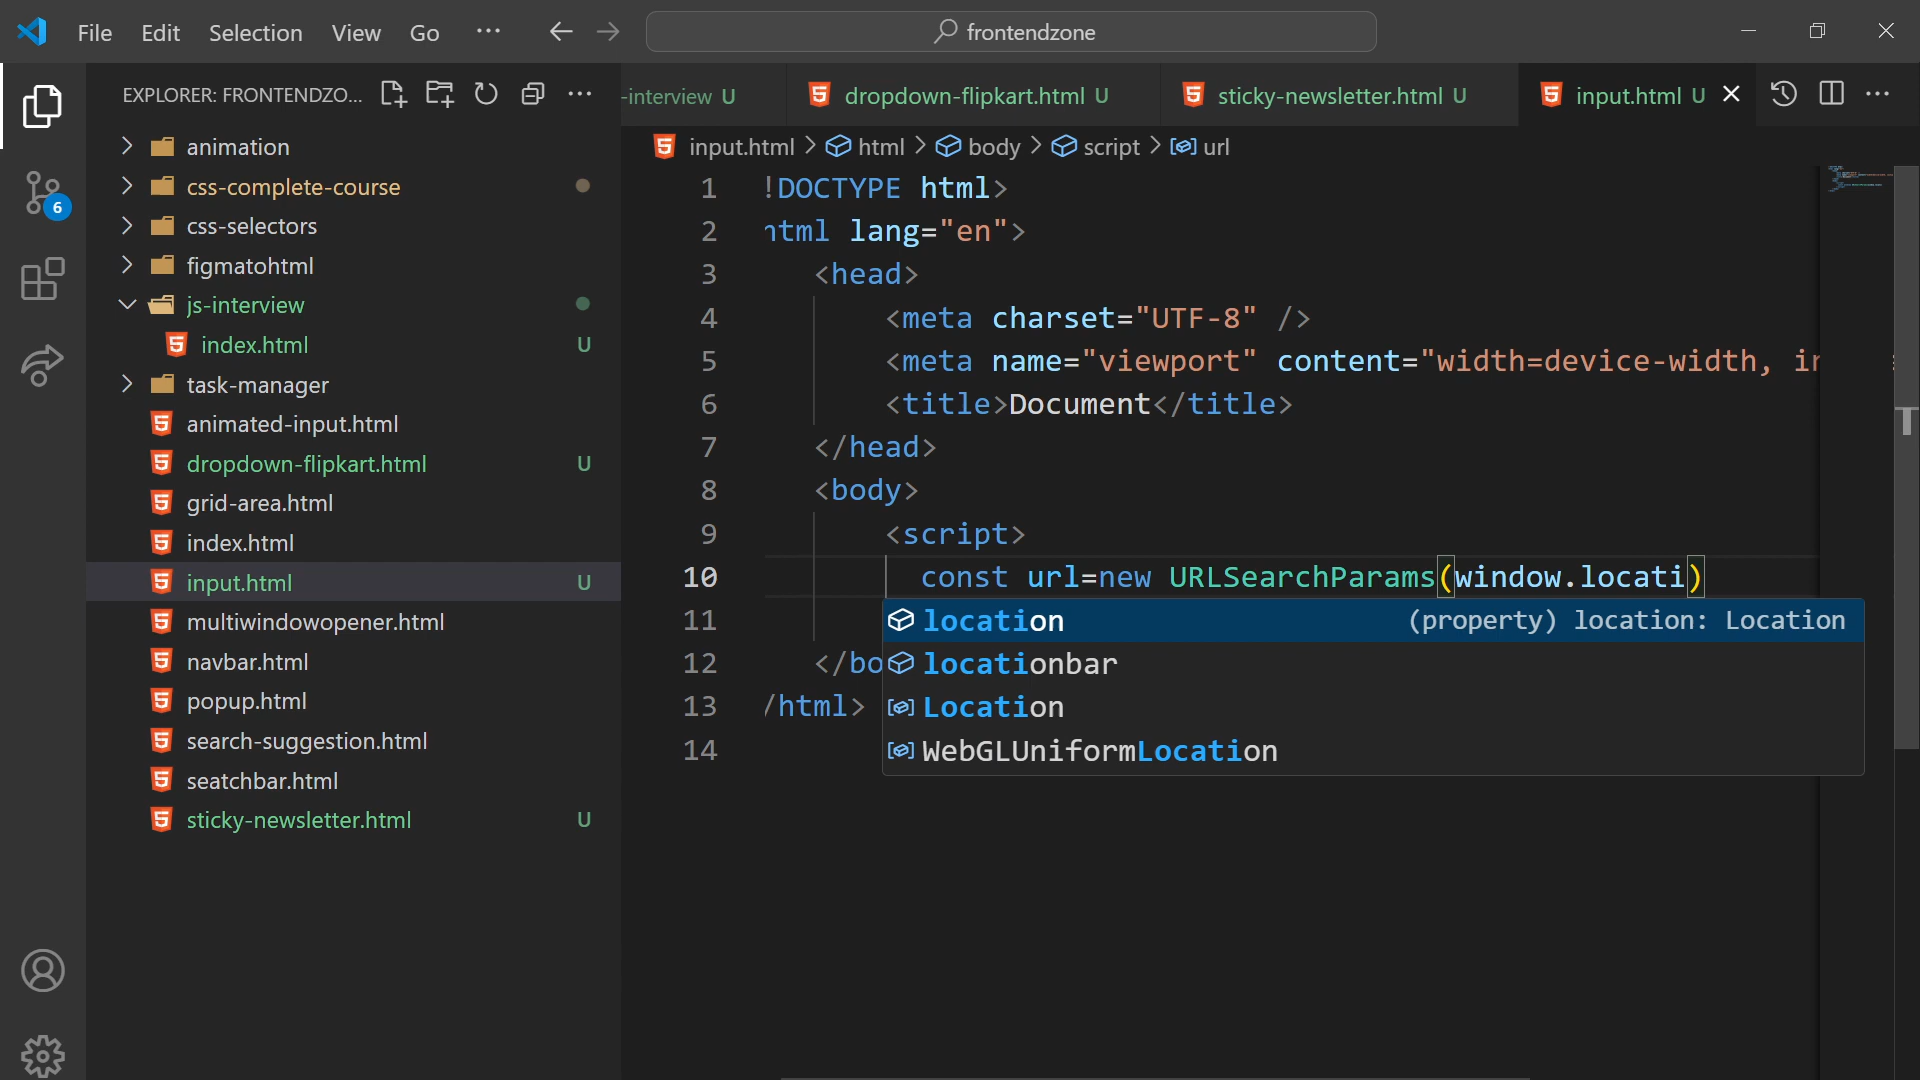 File Edit Selection View Go ··· frontendzone
EXPLORER: FRONTENDZO... ···
-interview U dropdown-flipkart.html U sticky-newsletter.html U input.html U ···
input.html > html > body > script > url
animation
css-complete-course
css-selectors
figmatohtml
js-interview
index.html U
task-manager
animated-input.html
dropdown-flipkart.html U
grid-area.html
index.html
input.html U
multiwindowopener.html
navbar.html
popup.html
search-suggestion.html
seatchbar.html
sticky-newsletter.html U
6
1 !DOCTYPE html>
2 html lang="en">
3 <head>
4 <meta charset="UTF-8" />
5 <meta name="viewport" content="width=device-width, in
6 <title>Document</title>
7 </head>
8 <body>
9 <script>
10 const url=new URLSearchParams(window.locati)
11 location (property) location: Location
12 </bo locationbar
13 /html> Location
14 WebGLUniformLocation